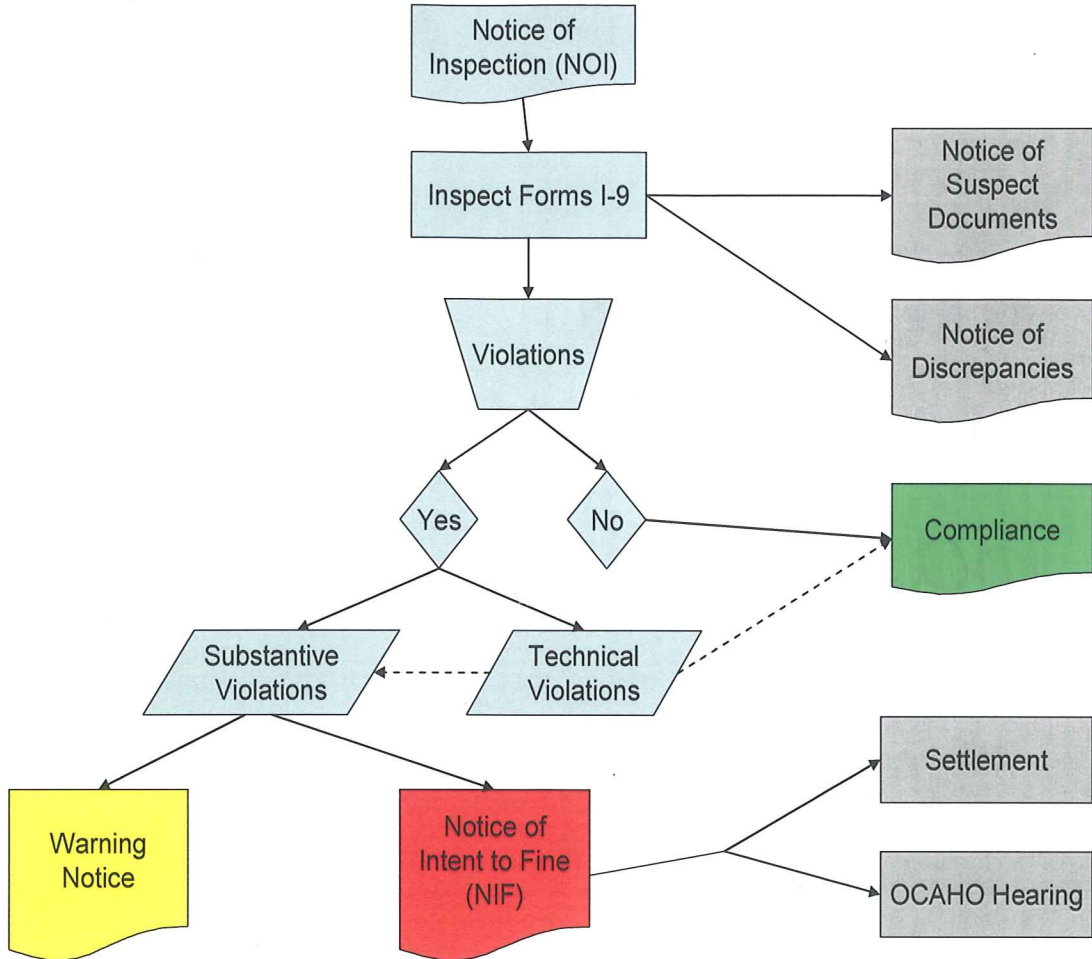 Notice of
Inspection (NOI)
Inspect Forms I-9
Notice of
Suspect
Documents
Notice of
Discrepancies
Violations
Yes
No
Compliance
Substantive
Violations
Technical
Violations
Warning
Notice
Notice of
Intent to Fine
(NIF)
Settlement
OCAHO Hearing